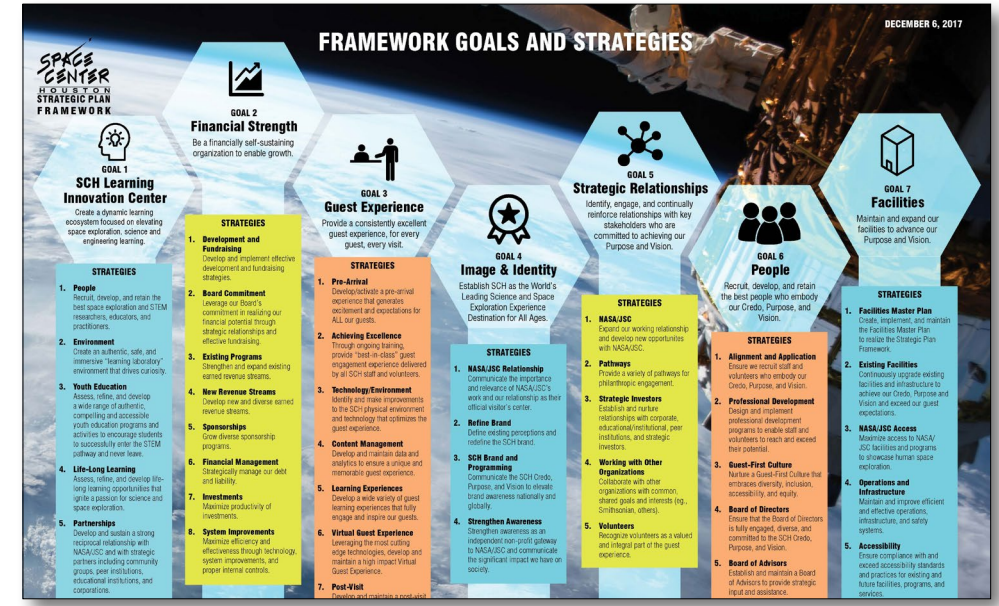 DECEMBER 6, 2017
FRAMEWORK GOALS AND STRATEGIES
SPACE
CENTER
HOUSTON
STRATEGIC PLAN
FRAMEWORK
GOAL 1
SCH Learning
Innovation Center
Create a dynamic learning
ecosystem focused on elevating
space exploration, science and
engineering learning.
STRATEGIES
1. People
Recruit, develop, and retain the
best space exploration and STEM
researchers, educators, and
practitioners.
2. Environment
Create an authentic, safe, and
immersive "learning laboratory"
environment that drives curiosity.
3. Youth Education
Assess, refine, and develop
a wide range of authentic,
compelling and accessible
youth education programs and
activities to encourage students
to successfully enter the STEM
pathway and never leave.
4. Life-Long Learning
Assess, refine, and develop life-
long learning opportunities that
ignite a passion for science and
space exploration.
5. Partnerships
Develop and sustain a strong
reciprocal relationship with
NASA/JSC and with strategic
partners including community
groups, peer institutions,
educational institutions, and
corporations.
GOAL 2
Financial Strength
Be a financially self-sustaining
organization to enable growth.
STRATEGIES
1. Development and
Fundraising
Develop and implement effective
development and fundraising
strategies.
2. Board Commitment
Leverage our Board's
commitment in realizing our
financial potential through
strategic relationships and
effective fundraising.
3. Existing Programs
Strengthen and expand existing
earned revenue streams.
4. New Revenue Streams
Develop new and diverse earned
revenue streams.
5. Sponsorships
Grow diverse sponsorship
programs.
6. Financial Management
Strategically manage our debt
and liability.
7. Investments
Maximize productivity of
investments.
8. System Improvements
Maximize efficiency and
effectiveness through technology,
system improvements, and
proper internal controls.
GOAL 3
Guest Experience
Provide a consistently excellent
guest experience, for every
guest, every visit.
STRATEGIES
1. Pre-Arrival
Develop/activate a pre-arrival
experience that generates
excitement and expectations for
ALL our guests.
2. Achieving Excellence
Through ongoing training,
provide "best-in-class" guest
engagement experience delivered
by all SCH staff and volunteers.
3. Technology/Environment
Identify and make improvements
to the SCH physical environment
and technology that optimizes the
guest experience.
4. Content Management
Develop and maintain data and
analytics to ensure a unique and
memorable guest experience.
5. Learning Experiences
Develop a wide variety of guest
learning experiences that fully
engage and inspire our guests.
6. Virtual Guest Experience
Leveraging the most cutting
edge technologies, develop and
maintain a high impact Virtual
Guest Experience.
7. Post-Visit
Develop and maintain a post-visit
GOAL 4
Image & Identity
Establish SCH as the World's
Leading Science and Space
Exploration Experience
Destination for All Ages.
STRATEGIES
1. NASA/JSC Relationship
Communicate the importance
and relevance of NASA/JSC's
work and our relationship as their
official visitor's center.
2. Refine Brand
Define existing perceptions and
redefine the SCH brand.
3. SCH Brand and
Programming
Communicate the SCH Credo,
Purpose, and Vision to elevate
brand awareness nationally and
globally.
4. Strengthen Awareness
Strengthen awareness as an
independent non-profit gateway
to NASA/JSC and communicate
the significant impact we have on
society.
GOAL 5
Strategic Relationships
Identify, engage, and continually
reinforce relationships with key
stakeholders who are
committed to achieving our
Purpose and Vision.
STRATEGIES
1. NASA/JSC
Expand our working relationship
and develop new opportunites
with NASA/JSC.
2. Pathways
Provide a variety of pathways for
philanthropic engagement.
3. Strategic Investors
Establish and nurture
relationships with corporate,
educational/institutional, peer
institutions, and strategic
investors.
4. Working with Other
Organizations
Collaborate with other
organizations with common,
shared goals and interests (eg.,
Smithsonian, others).
5. Volunteers
Recognize volunteers as a valued
and integral part of the guest
experience.
GOAL 6
People
Recruit, develop, and retain
the best people who embody
our Credo, Purpose, and
Vision.
STRATEGIES
1. Alignment and Application
Ensure we recruit staff and
volunteers who embody our
Credo, Purpose, and Vision.
2. Professional Development
Design and implement
professional development
programs to enable staff and
volunteers to reach and exceed
their potential.
3. Guest-First Culture
Nurture a Guest-First Culture that
embraces diversity, inclusion,
accessibility, and equity.
4. Board of Directors
Ensure that the Board of Directors
is fully engaged, diverse, and
committed to the SCH Credo,
Purpose, and Vision.
5. Board of Advisors
Establish and maintain a Board
of Advisors to provide strategic
input and assistance.
GOAL 7
Facilities
Maintain and expand our
facilities to advance our
Purpose and Vision.
STRATEGIES
1. Facilities Master Plan
Create, implement, and maintain
the Facilities Master Plan
to realize the Strategic Plan
Framework.
2. Existing Facilities
Continuously upgrade existing
facilities and infrastructure to
achieve our Credo, Purpose and
Vision and exceed our guest
expectations.
3. NASA/JSC Access
Maximize access to NASA/
JSC facilities and programs
to showcase human space
exploration.
4. Operations and
Infrastructure
Maintain and improve efficient
and effective operations,
infrastructure, and safety
systems.
5. Accessibility
Ensure compliance with and
exceed accessibility standards
and practices for existing and
future facilities, programs, and
services.